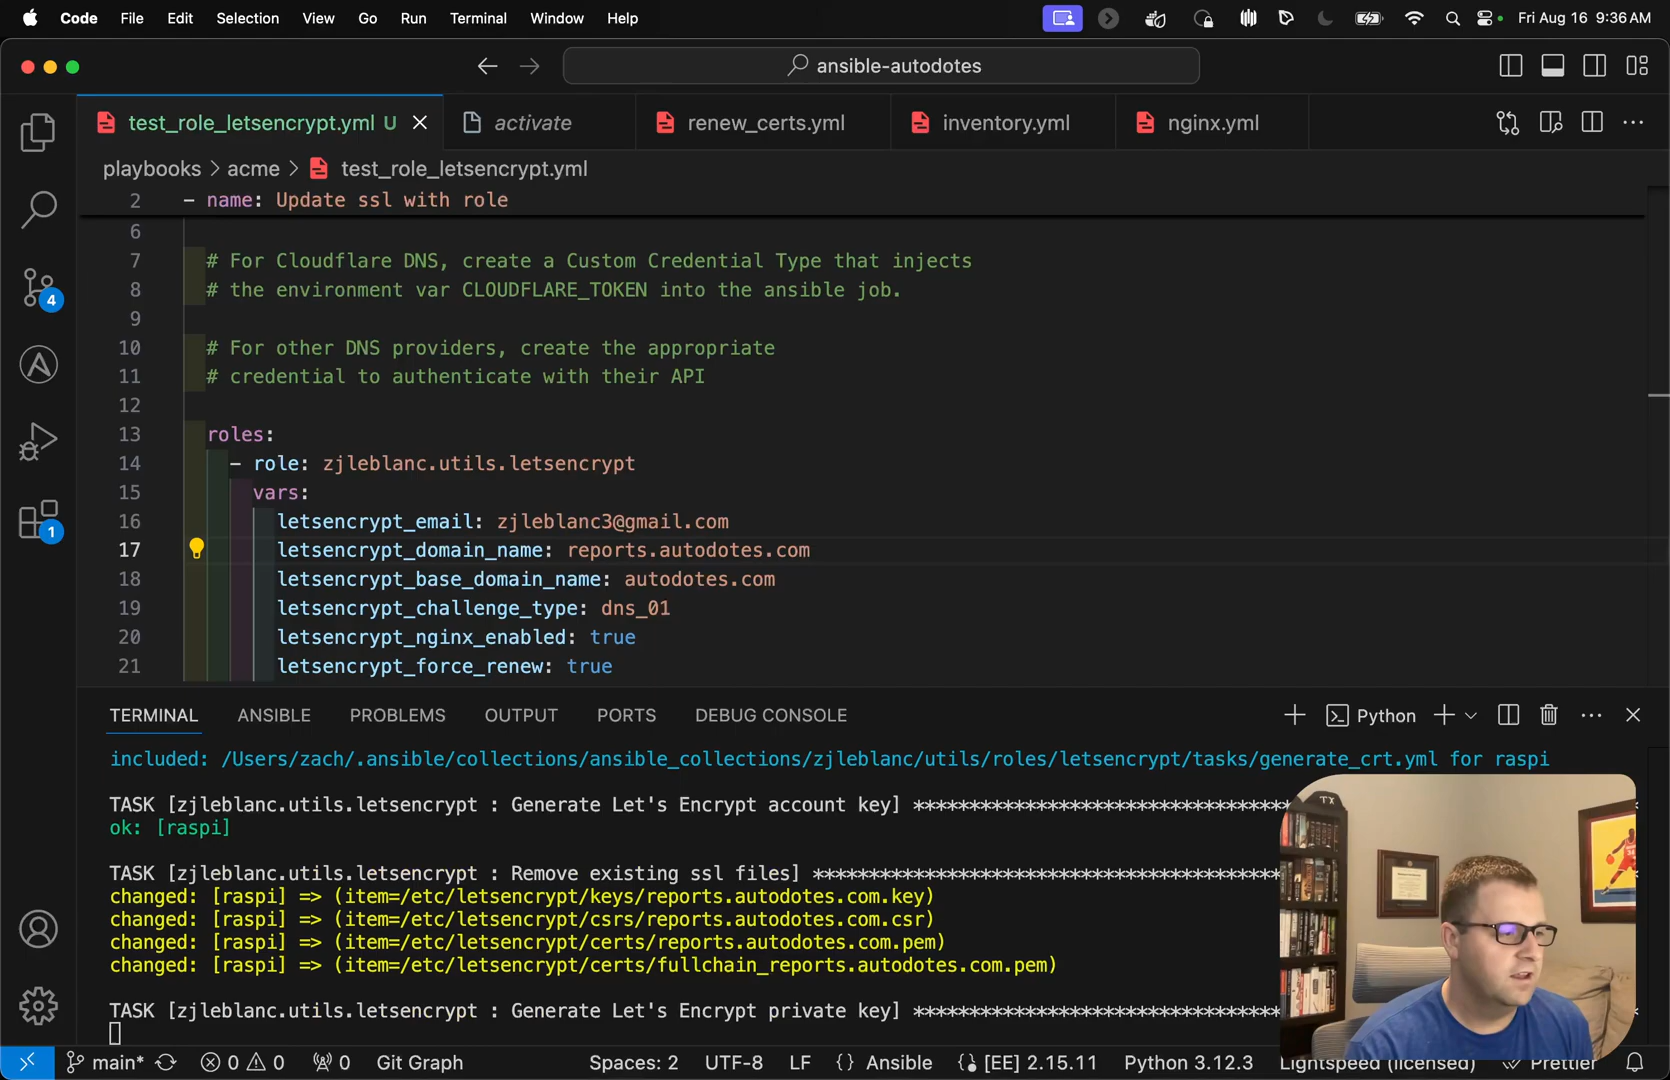 Code File Edit Selection View Go Run Terminal Window Help Fri Aug 16 9:36 AM
ansible-autodotes
test_role_letsencrypt.yml U activate renew_certs.yml inventory.yml nginx.yml
playbooks > acme > test_role_letsencrypt.yml
2 - name: Update ssl with role
6
7 # For Cloudflare DNS, create a Custom Credential Type that injects
8 # the environment var CLOUDFLARE_TOKEN into the ansible job.
9
10 # For other DNS providers, create the appropriate
11 # credential to authenticate with their API
12
13 roles:
14 - role: zjleblanc.utils.letsencrypt
15 vars:
16 letsencrypt_email: zjleblanc3@gmail.com
17 letsencrypt_domain_name: reports.autodotes.com
18 letsencrypt_base_domain_name: autodotes.com
19 letsencrypt_challenge_type: dns_01
20 letsencrypt_nginx_enabled: true
21 letsencrypt_force_renew: true
4
1
TERMINAL ANSIBLE PROBLEMS OUTPUT PORTS DEBUG CONSOLE Python
included: /Users/zach/.ansible/collections/ansible_collections/zjleblanc/utils/roles/letsencrypt/tasks/generate_crt.yml for raspi
TASK [zjleblanc.utils.letsencrypt : Generate Let's Encrypt account key] *********************************
ok: [raspi]
TASK [zjleblanc.utils.letsencrypt : Remove existing ssl files] *****************************************
changed: [raspi] => (item=/etc/letsencrypt/keys/reports.autodotes.com.key)
changed: [raspi] => (item=/etc/letsencrypt/csrs/reports.autodotes.com.csr)
changed: [raspi] => (item=/etc/letsencrypt/certs/reports.autodotes.com.pem)
changed: [raspi] => (item=/etc/letsencrypt/certs/fullchain_reports.autodotes.com.pem)
TASK [zjleblanc.utils.letsencrypt : Generate Let's Encrypt private key] *********************************
main* 0 0 0 Git Graph Spaces: 2 UTF-8 LF {} Ansible [EE] 2.15.11 Python 3.12.3 Lightspeed (licensed) Prettier